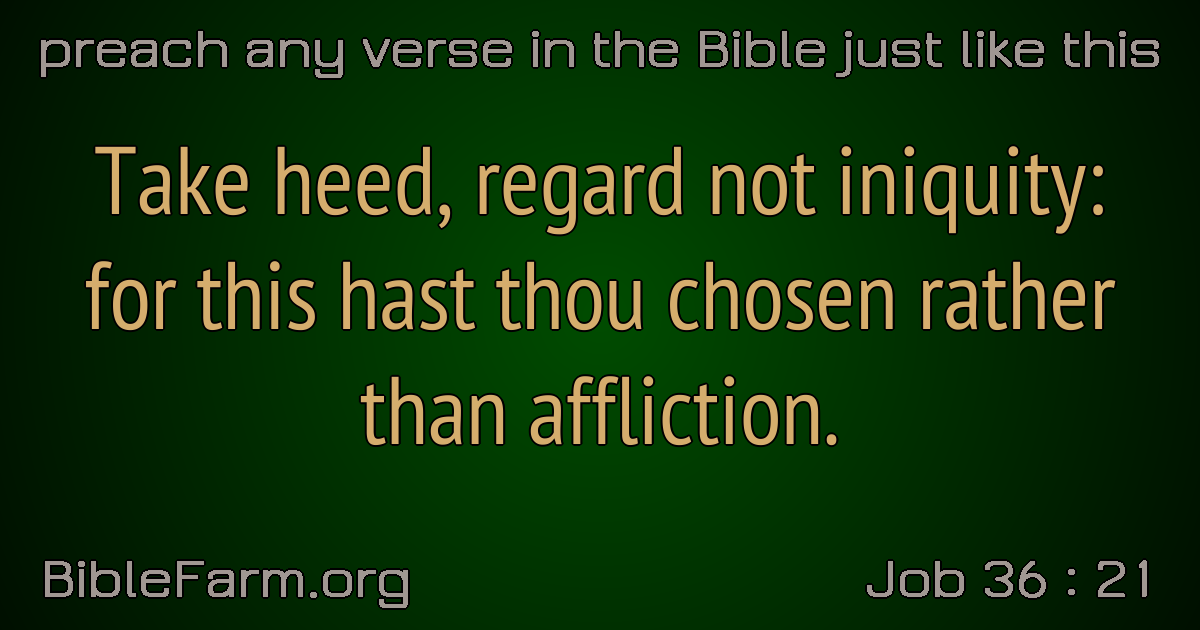 preach any verse in the Bible just like this
Take heed, regard not iniquity:
for this hast thou chosen rather
than affliction.
BibleFarm.org
Job 36 : 21